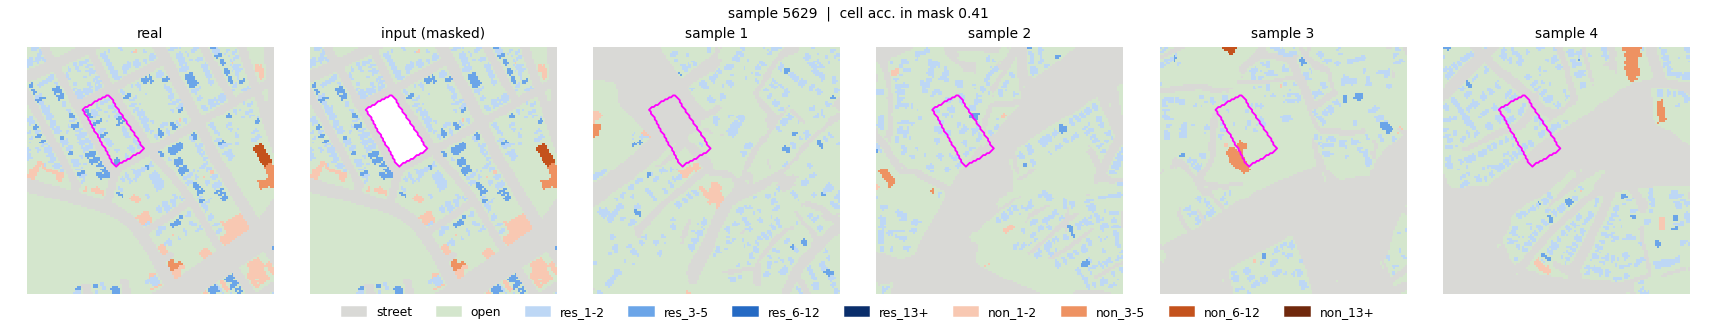 sample 5629 | cell acc. in mask 0.41
real
input (masked)
sample 1
sample 2
sample 3
sample 4
street
open
res_1-2
res_3-5
res_6-12
res_13+
non_1-2
non_3-5
non_6-12
non_13+